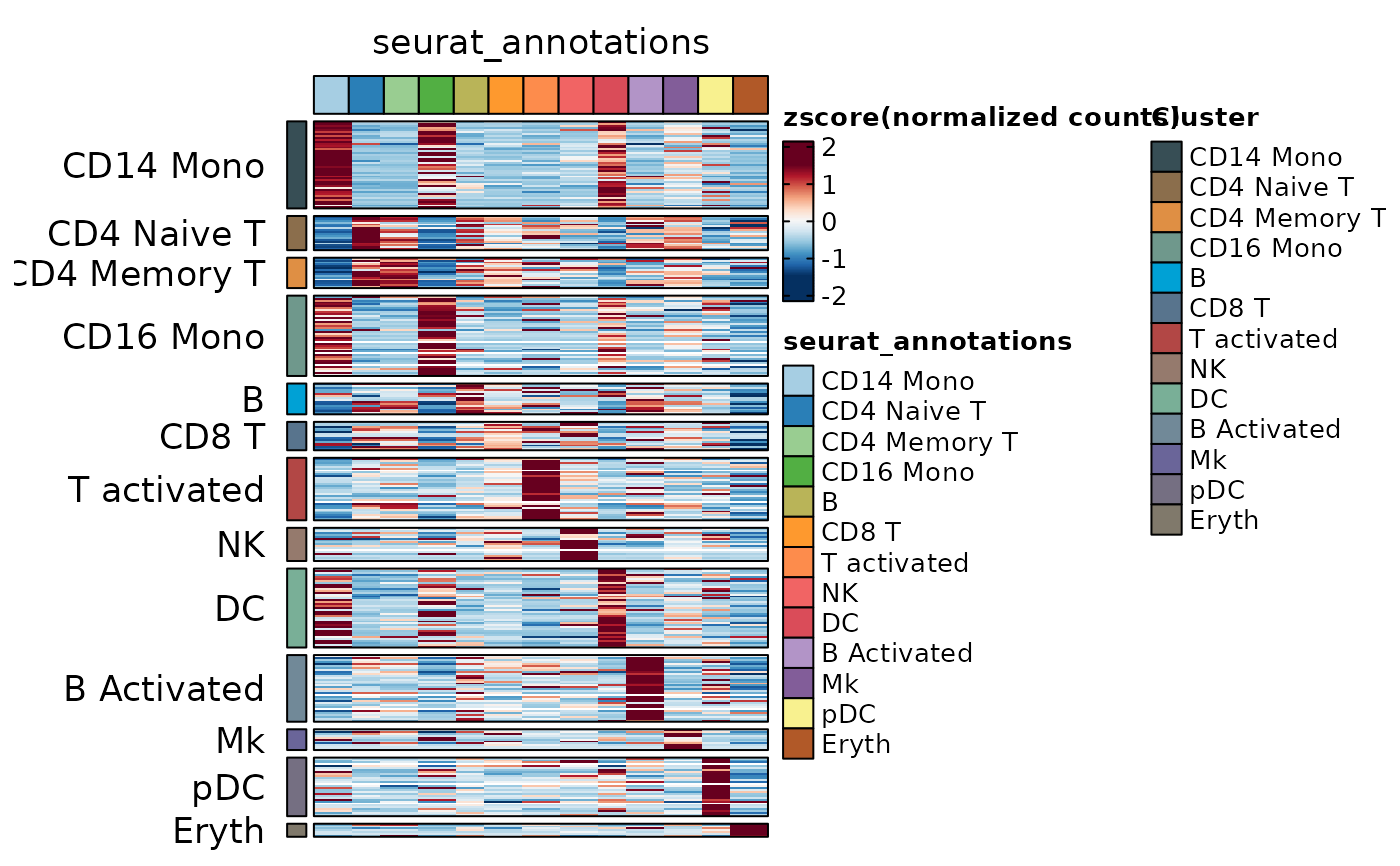 seurat_annotations
CD14 Mono
CD4 Naive T
CD4 Memory T
CD16 Mono
B
CD8 T
T activated
NK
DC
B Activated
Mk
pDC
Eryth
zscore(normalized counts)
2
1
0
-1
-2
seurat_annotations
CD14 Mono
CD4 Naive T
CD4 Memory T
CD16 Mono
B
CD8 T
T activated
NK
DC
B Activated
Mk
pDC
Eryth
Cluster
CD14 Mono
CD4 Naive T
CD4 Memory T
CD16 Mono
B
CD8 T
T activated
NK
DC
B Activated
Mk
pDC
Eryth